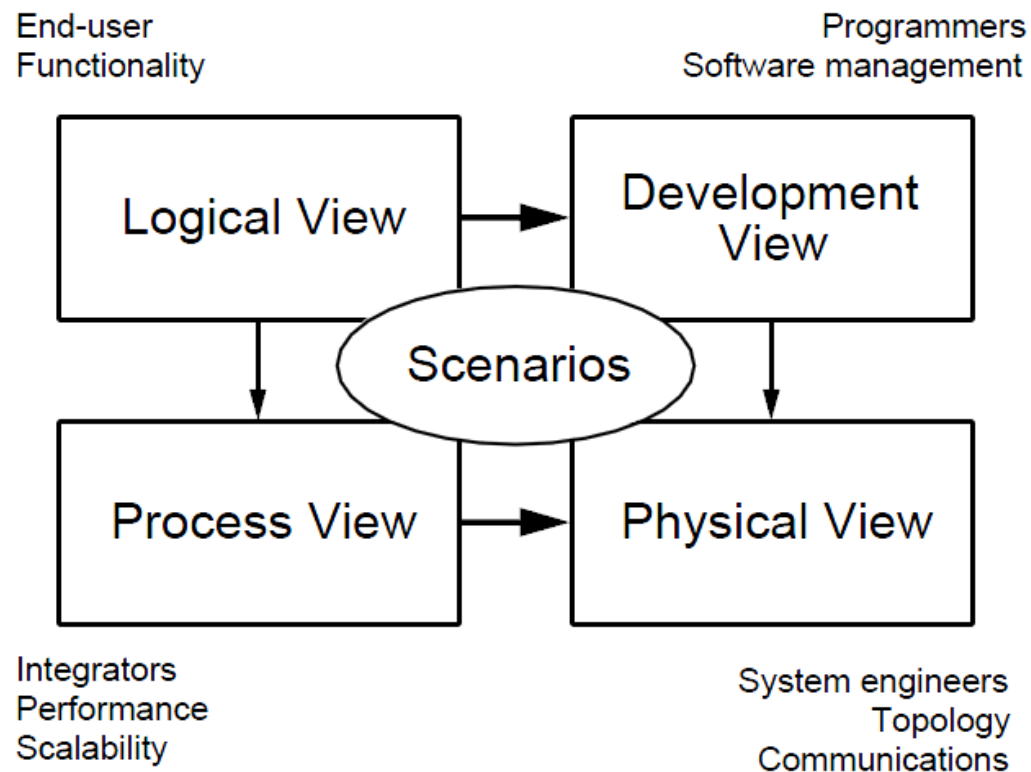 End-user
Functionality
Programmers
Software management
Logical View
Development
View
Scenarios
Process View
Physical View
Integrators
Performance
Scalability
System engineers
Topology
Communications